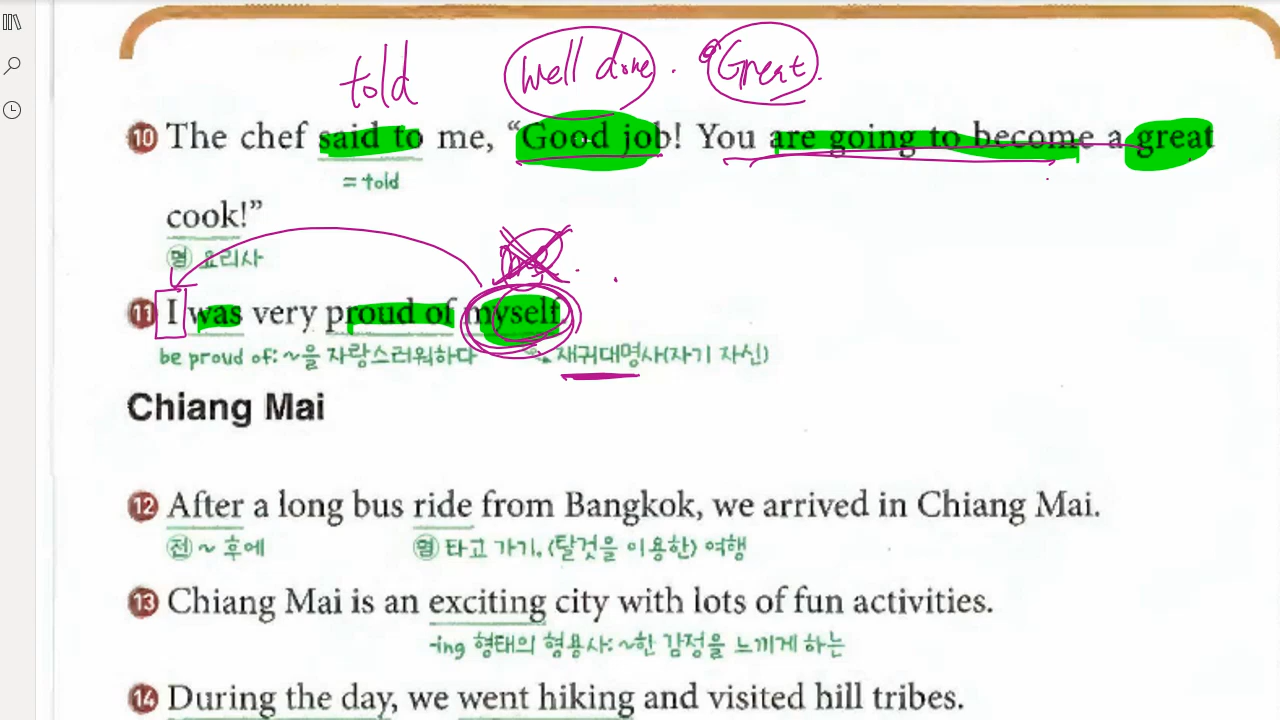 told well done. Great.
10 The chef said to me, “Good job! You are going to become a great
= told
cook!”
명 요리사
11 I was very proud of myself.
be proud of: ~을 자랑스러워하다 재귀대명사(자기 자신)
Chiang Mai
12 After a long bus ride from Bangkok, we arrived in Chiang Mai.
전 ~ 후에 명 타고 가기, (탈것을 이용한) 여행
13 Chiang Mai is an exciting city with lots of fun activities.
-ing 형태의 형용사: ~한 감정을 느끼게 하는
14 During the day, we went hiking and visited hill tribes.